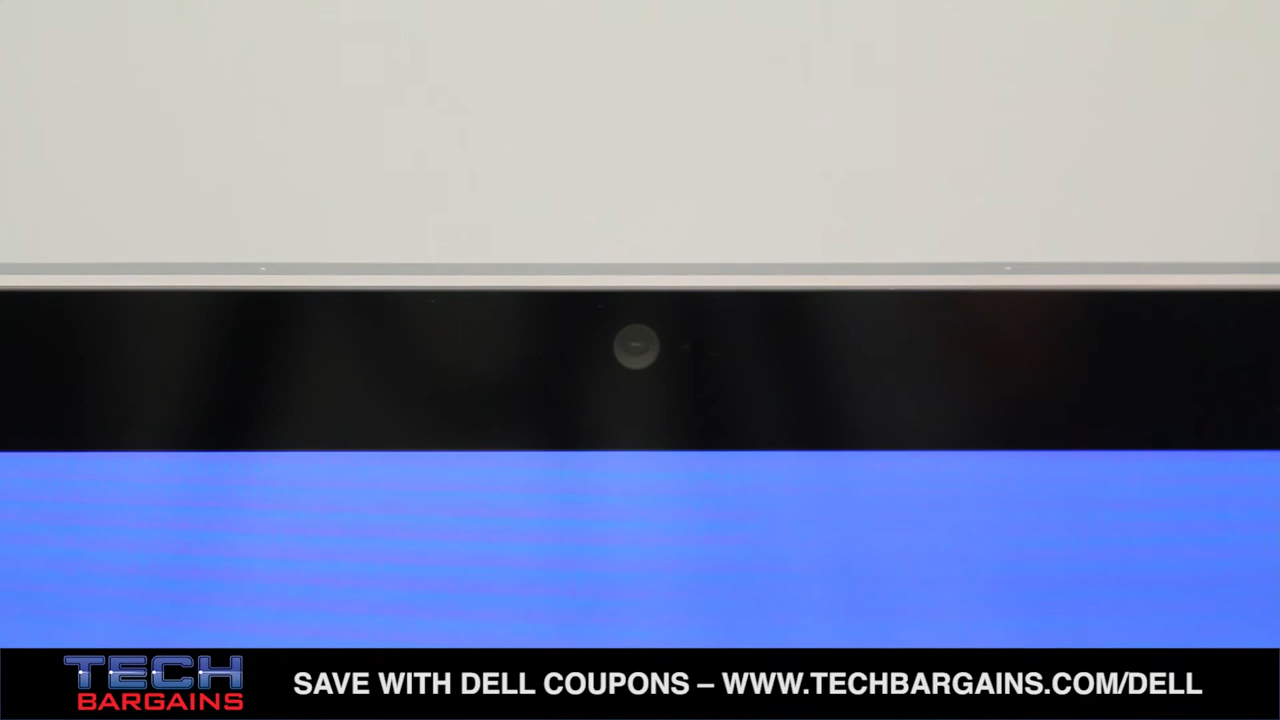 TECH
BARGAINS
SAVE WITH DELL COUPONS – WWW.TECHBARGAINS.COM/DELL